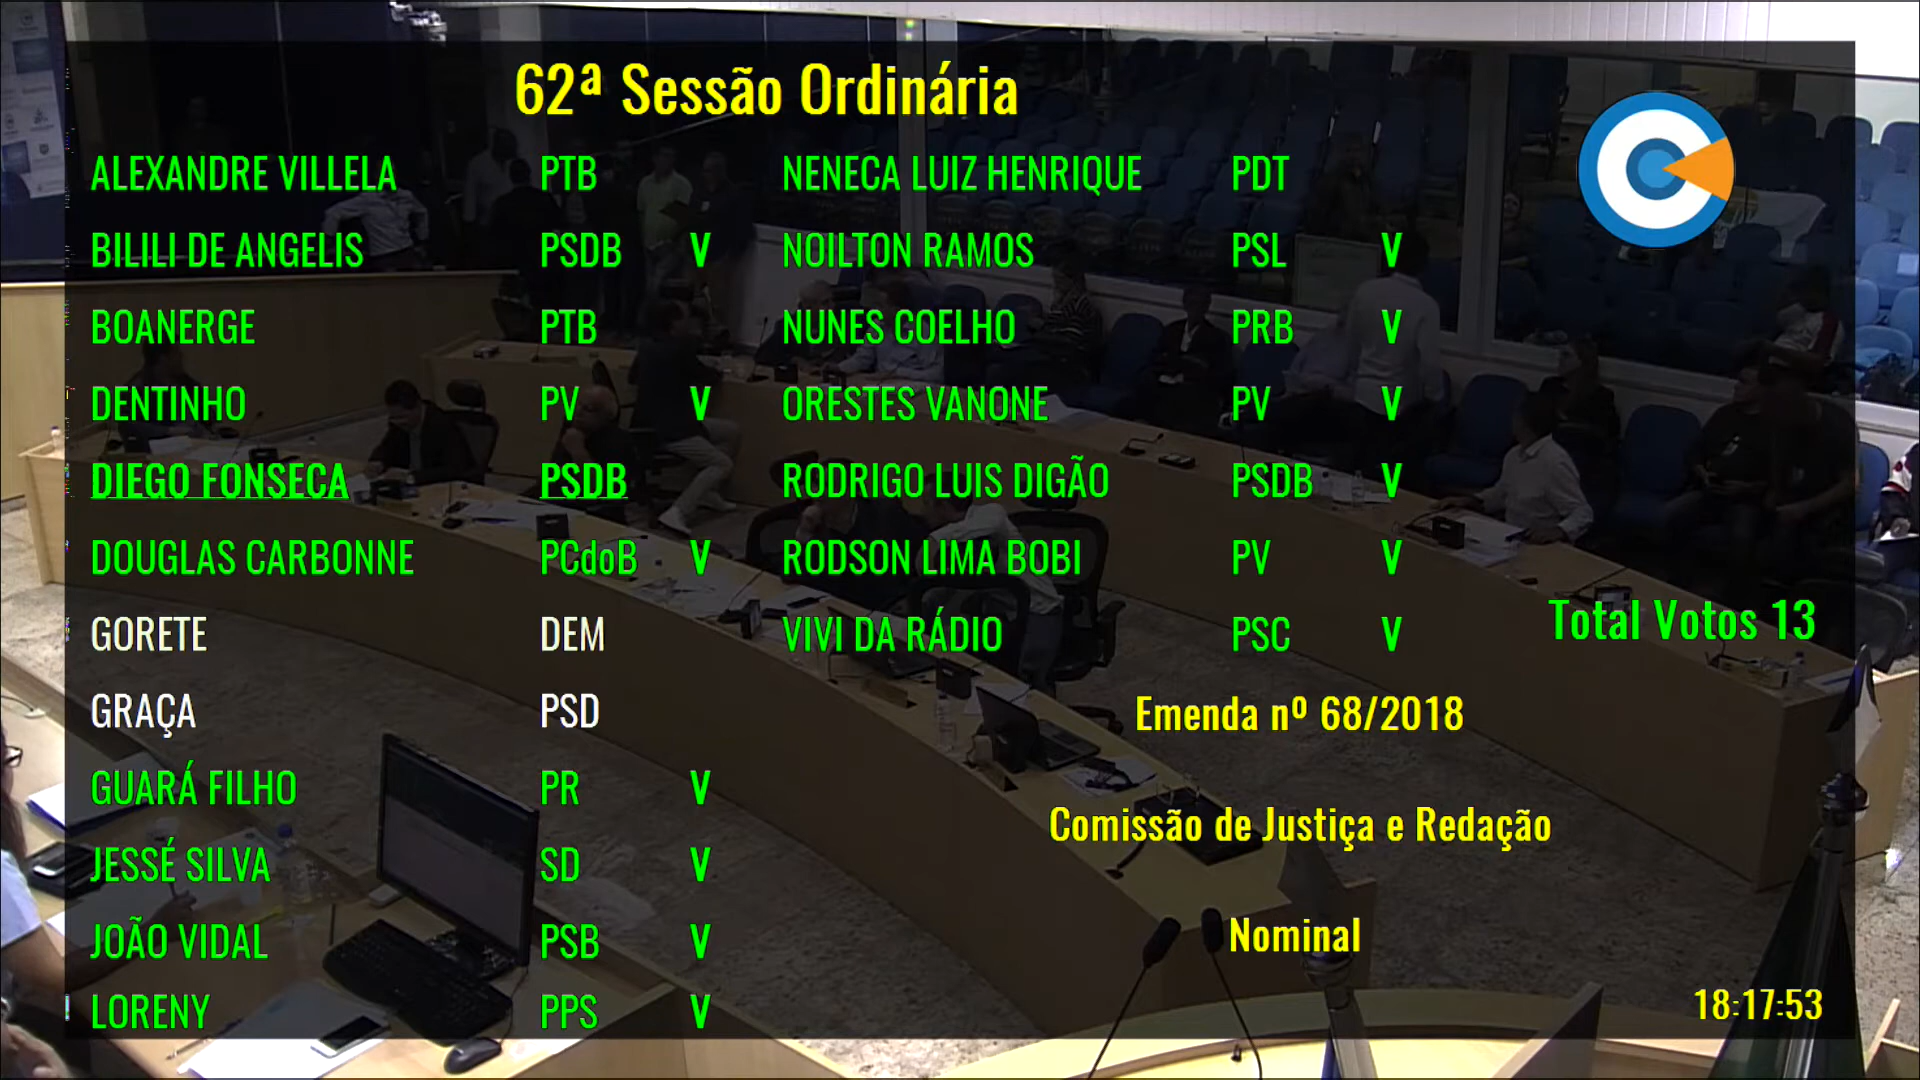 62ª Sessão Ordinária
ALEXANDRE VILLELA PTB
BILILI DE ANGELIS PSDB V
BOANERGE PTB
DENTINHO PV V
DIEGO FONSECA PSDB
DOUGLAS CARBONNE PCdoB V
GORETE DEM
GRAÇA PSD
GUARÁ FILHO PR V
JESSÉ SILVA SD V
JOÃO VIDAL PSB V
LORENY PPS V
NENECA LUIZ HENRIQUE PDT
NOILTON RAMOS PSL V
NUNES COELHO PRB V
ORESTES VANONE PV V
RODRIGO LUIS DIGÃO PSDB V
RODSON LIMA BOBI PV V
VIVI DA RÁDIO PSC V
Total Votos 13
Emenda nº 68/2018
Comissão de Justiça e Redação
Nominal
18:17:53